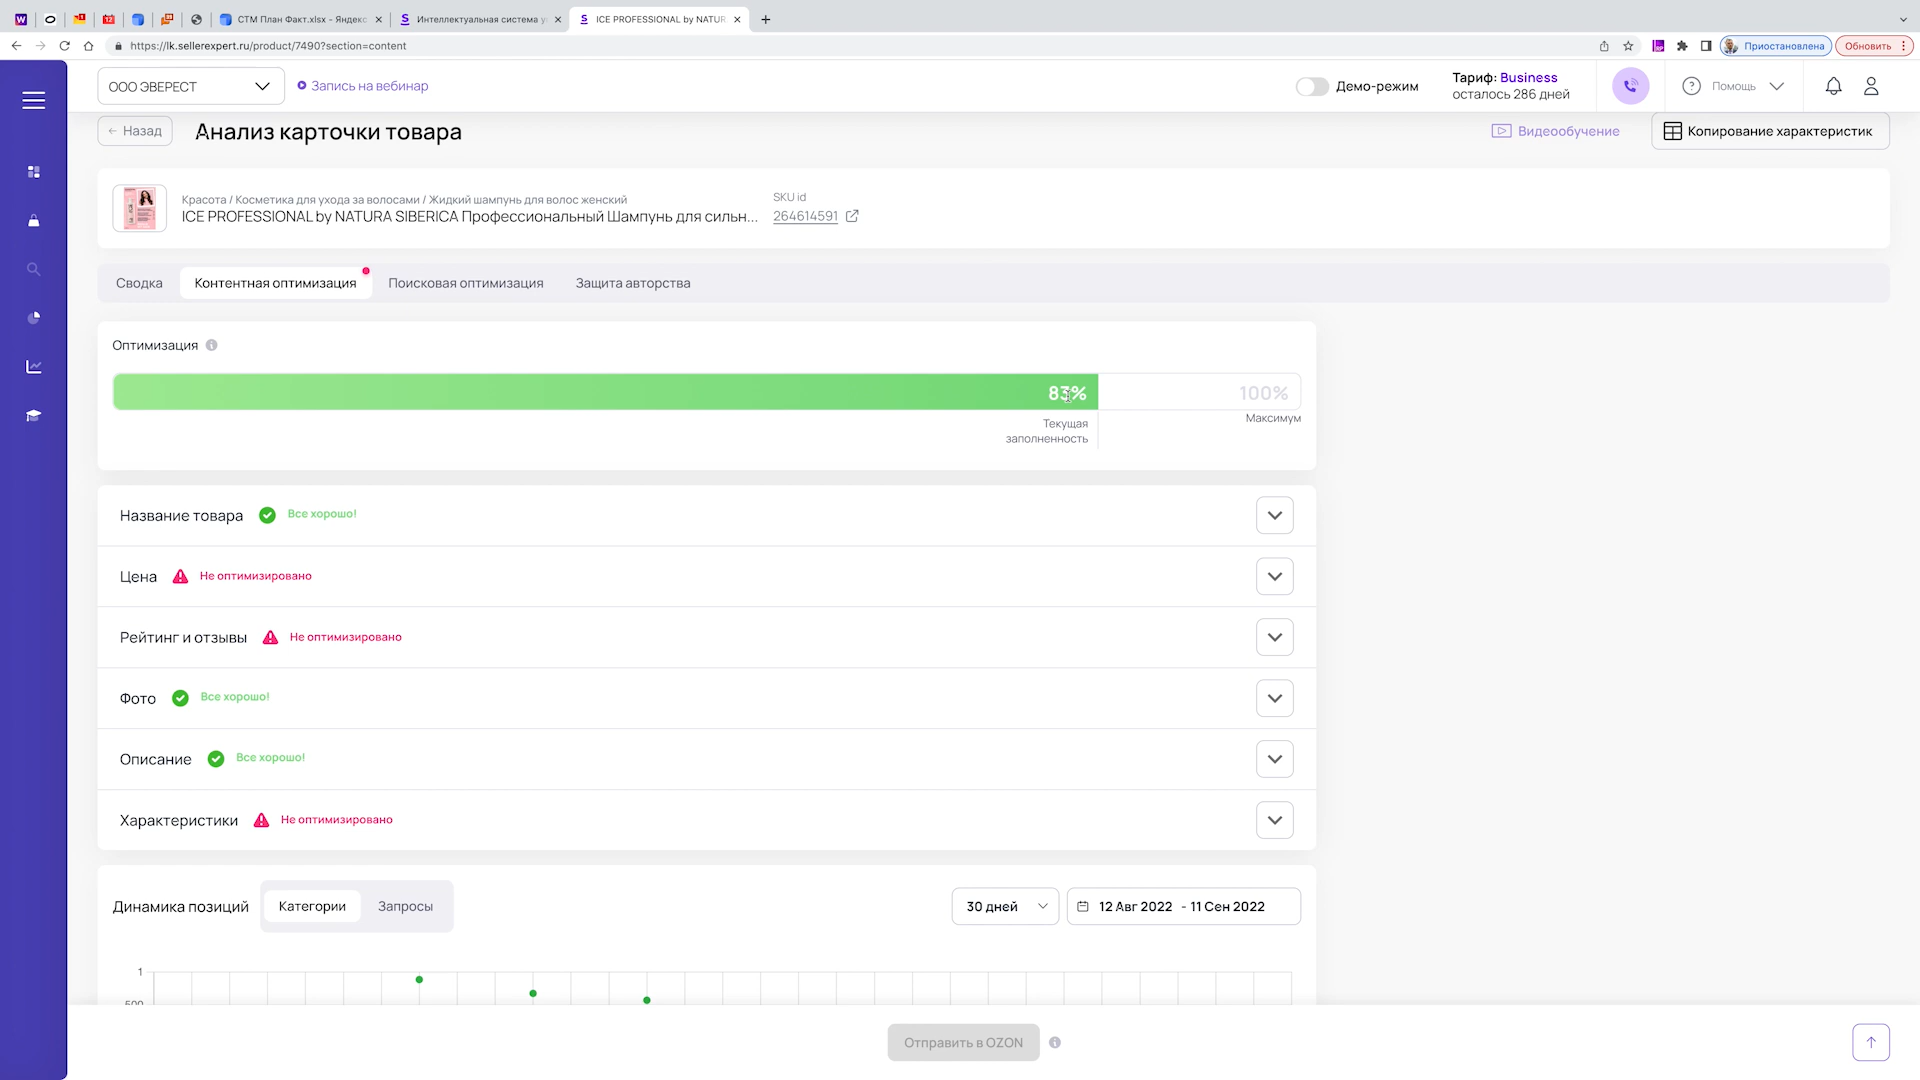 СТМ План Факт.xlsx - Яндекс
Интеллектуальная система у
ICE PROFESSIONAL by NATUR
https://lk.sellerexpert.ru/product/7490?section=content
Приостановлена
Обновить
ООО ЭВЕРЕСТ
Запись на вебинар
Демо-режим
Тариф: Business
осталось 286 дней
Помощь
← Назад
Анализ карточки товара
Видеообучение
Копирование характеристик
Красота / Косметика для ухода за волосами / Жидкий шампунь для волос женский
ICE PROFESSIONAL by NATURA SIBERICA Профессиональный Шампунь для сильн...
SKU id
264614591
Сводка
Контентная оптимизация
Поисковая оптимизация
Защита авторства
Оптимизация
83%
100%
Текущая
заполненность
Максимум
Название товара
Все хорошо!
Цена
Не оптимизировано
Рейтинг и отзывы
Не оптимизировано
Фото
Все хорошо!
Описание
Все хорошо!
Характеристики
Не оптимизировано
Динамика позиций
Категории
Запросы
30 дней
12 Авг 2022 - 11 Сен 2022
1
500
Отправить в OZON